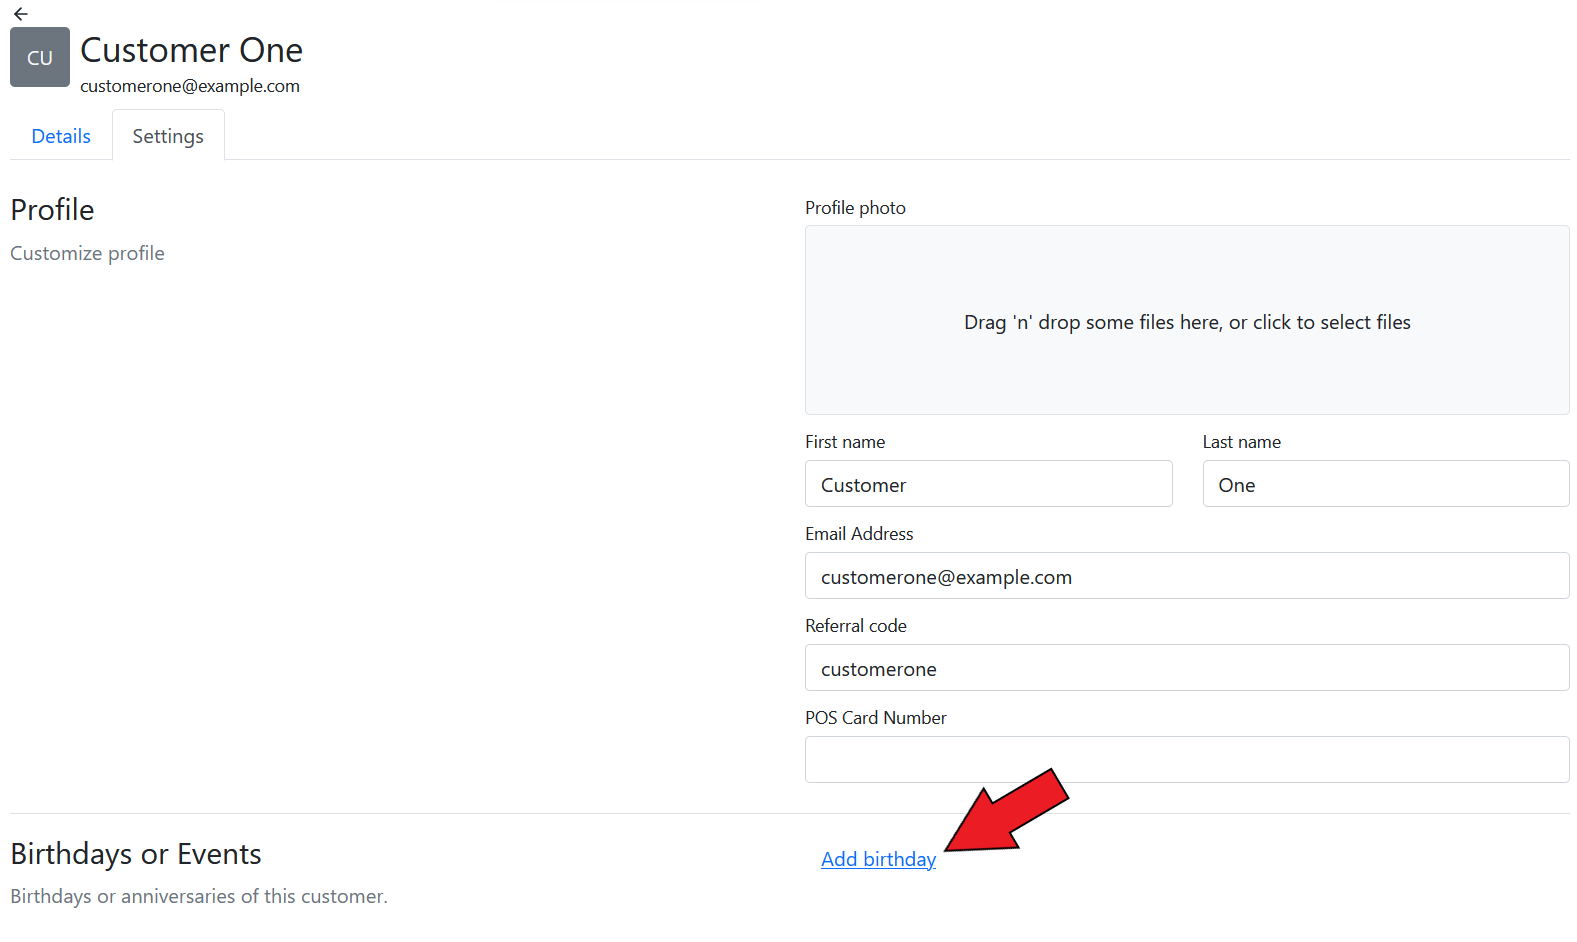 CU
Customer One
customerone@example.com
Details
Settings
Profile
Customize profile
Profile photo
Drag 'n' drop some files here, or click to select files
First name
Last name
Customer
One
Email Address
customerone@example.com
Referral code
customerone
POS Card Number
Birthdays or Events
Birthdays or anniversaries of this customer.
Add birthday